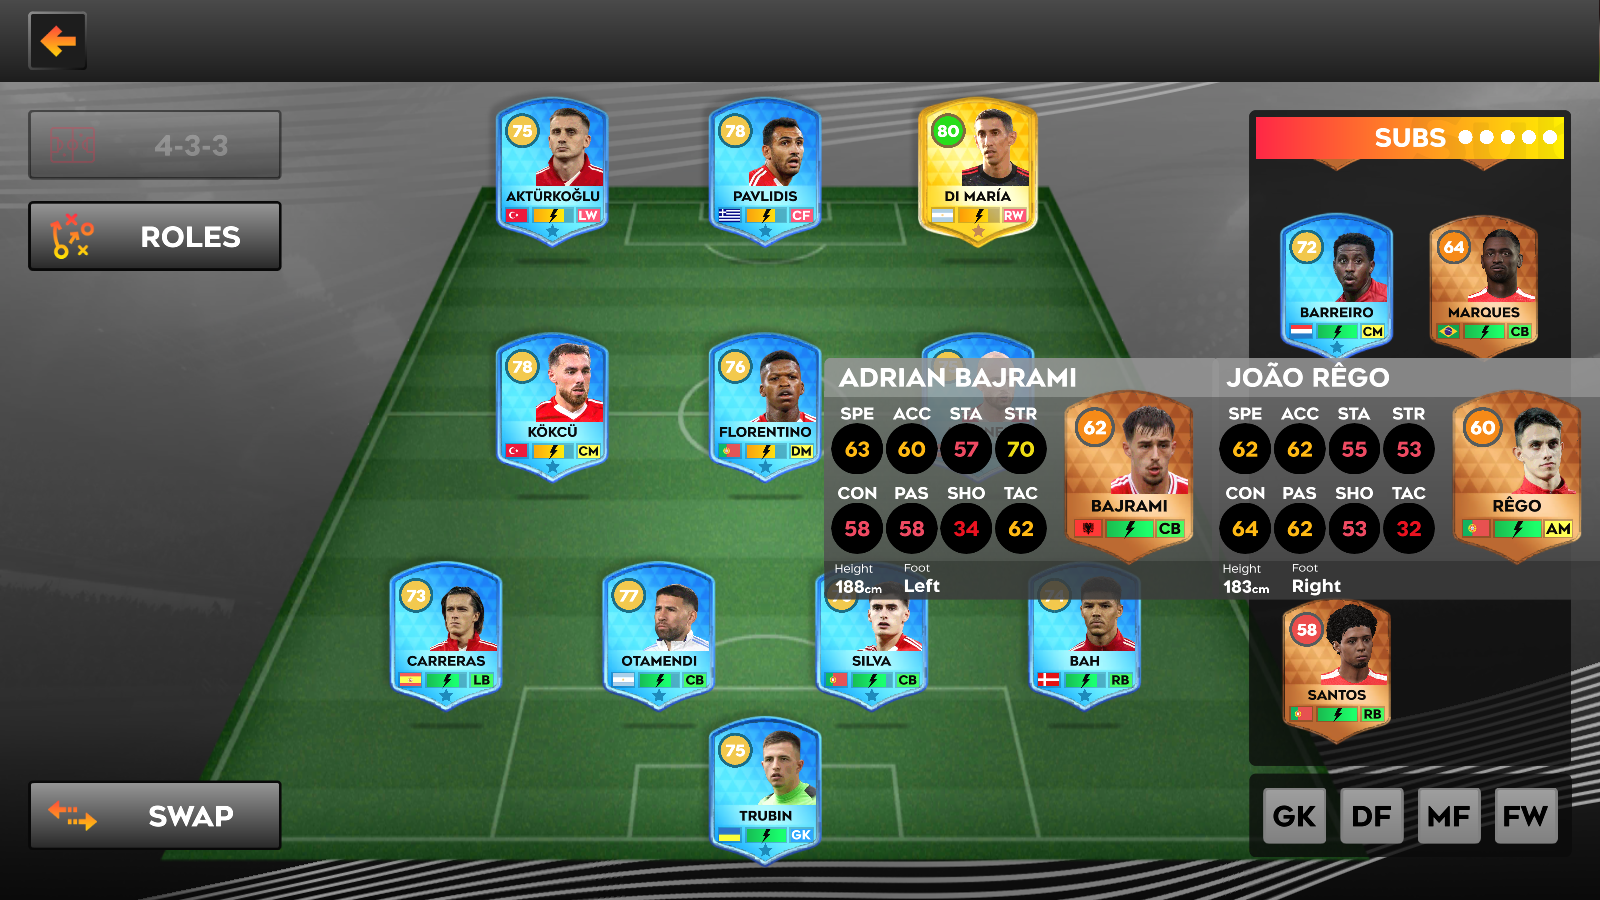 4-3-3
ROLES
75
AKTÜRKOĞLU
LW
78
PAVLIDIS
CF
80
DI MARÍA
RW
SUBS
72
BARREIRO
CM
64
MARQUES
CB
78
KÖKCÜ
CM
76
FLORENTINO
DM
ADRIAN BAJRAMI
SPE ACC STA STR
63 60 57 70
CON PAS SHO TAC
58 58 34 62
Height Foot
188cm Left
62
BAJRAMI
CB
JOÃO RÊGO
SPE ACC STA STR
62 62 55 53
CON PAS SHO TAC
64 62 53 32
Height Foot
183cm Right
60
RÊGO
AM
73
CARRERAS
LB
77
OTAMENDI
CB
SILVA
CB
BAH
RB
58
SANTOS
RB
75
TRUBIN
GK
SWAP
GK DF MF FW